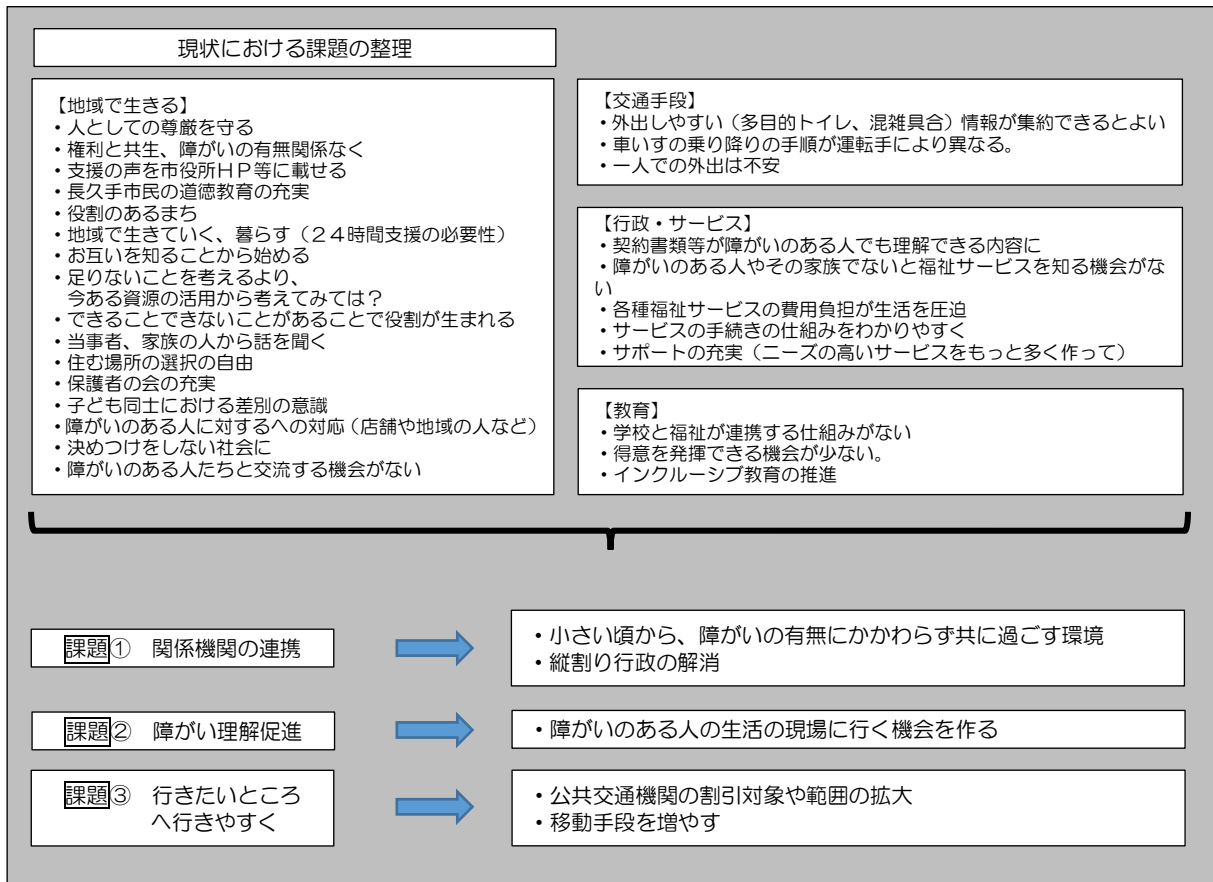 現状における課題の整理
【地域で生きる】
・人としての尊厳を守る
・権利と共生、障がいの有無関係なく
・支援の声を市役所HP等に載せる
・長久手市民の道徳教育の充実
・役割のあるまち
・地域で生きていく、暮らす（24時間支援の必要性）
・お互いを知ることから始める
・足りないことを考えるより、
今ある資源の活用から考えてみては？
・できることできないことがあることで役割が生まれる
・当事者、家族の人から話を聞く
・住む場所の選択の自由
・保護者の会の充実
・子ども同士における差別の意識
・障がいのある人に対するへの対応（店舗や地域の人など）
・決めつけをしない社会に
・障がいのある人たちと交流する機会がない
【交通手段】
・外出しやすい（多目的トイレ、混雑具合）情報が集約できるとよい
・車いすの乗り降りの手順が運転手により異なる。
・一人での外出は不安
【行政・サービス】
・契約書類等が障がいのある人でも理解できる内容に
・障がいのある人やその家族でないと福祉サービスを知る機会がな
い
・各種福祉サービスの費用負担が生活を圧迫
・サービスの手続きの仕組みをわかりやすく
・サポートの充実（ニーズの高いサービスをもっと多く作って）
【教育】
・学校と福祉が連携する仕組みがない
・得意を発揮できる機会が少ない。
・インクルーシブ教育の推進
課題① 関係機関の連携
・小さい頃から、障がいの有無にかかわらず共に過ごす環境
・縦割り行政の解消
課題② 障がい理解促進
・障がいのある人の生活の現場に行く機会を作る
課題③ 行きたいところ
へ行きやすく
・公共交通機関の割引対象や範囲の拡大
・移動手段を増やす